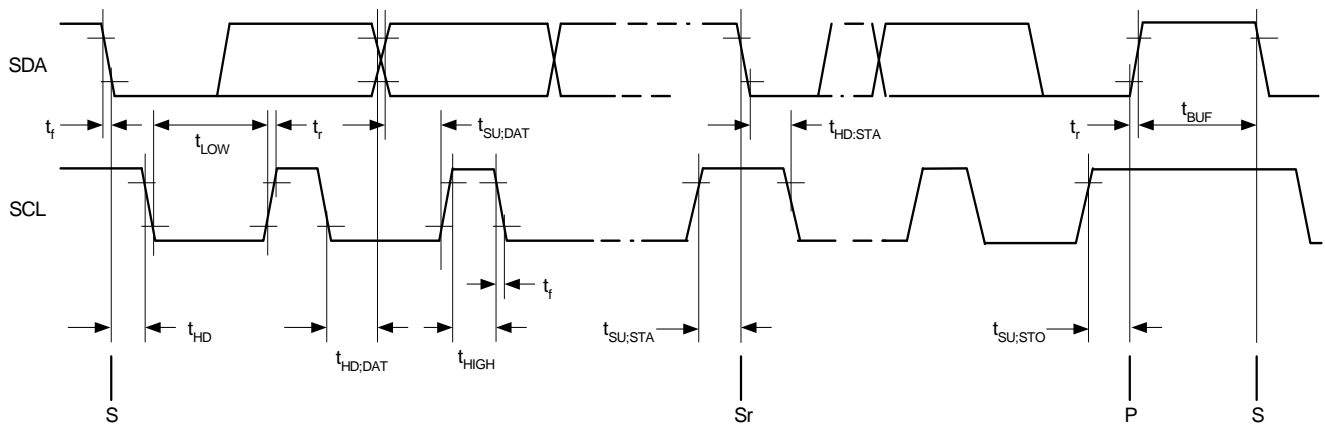 SDA
t_f
t_LOW
t_r
t_SU;DAT
t_HD;STA
t_r
t_BUF
SCL
t_f
t_HD
t_HD;DAT
t_HIGH
t_SU;STA
t_SU;STO
S
Sr
P
S